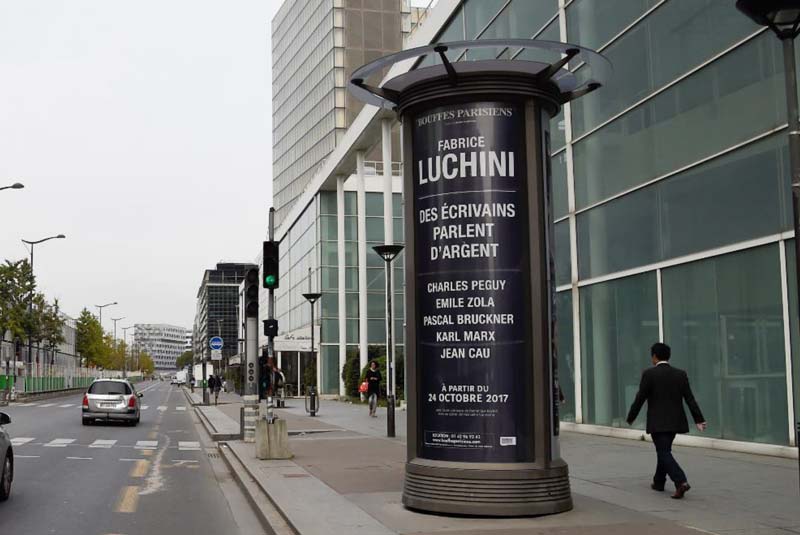 BOUFFES PARISIENS
FABRICE
LUCHINI
DES ÉCRIVAINS
PARLENT
D'ARGENT
CHARLES PEGUY
EMILE ZOLA
PASCAL BRUCKNER
KARL MARX
JEAN CAU
À PARTIR DU
24 OCTOBRE 2017